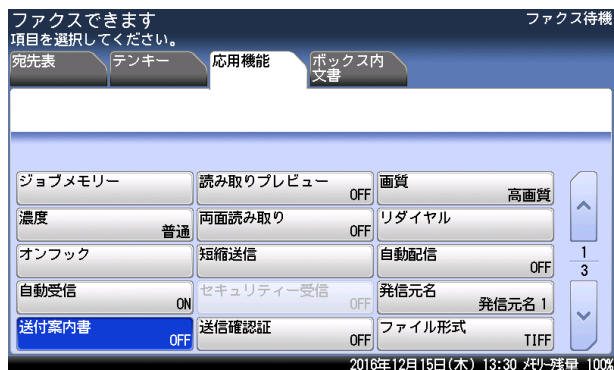 ファクスできます
ファクス待機
項目を選択してください。
宛先表
テンキー
応用機能
ボックス内
文書
ジョブメモリー
読み取りプレビュー
OFF
画質
高画質
濃度
普通
両面読み取り
OFF
リダイヤル
オンフック
短縮送信
自動配信
OFF
1
3
自動受信
ON
セキュリティー受信
OFF
発信元名
発信元名 1
送付案内書
OFF
送信確認証
OFF
ファイル形式
TIFF
2016年12月15日(木) 13:30 メモリー残量 100%